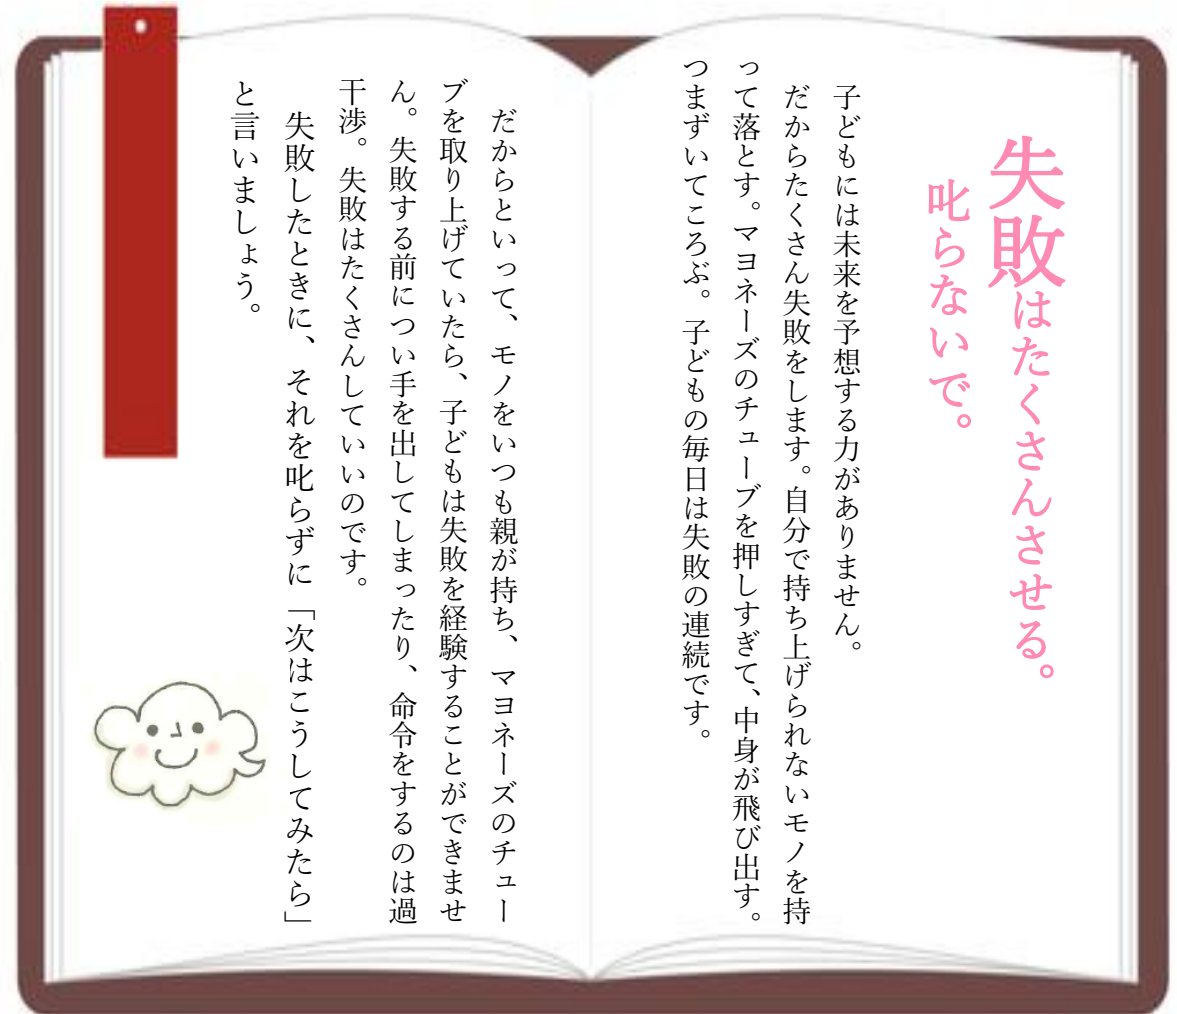 失敗はたくさんさせる。
叱らないで。
子どもには未来を予想する力がありません。
だからたくさん失敗をします。自分で持ち上げられないモノを持
って落とす。マヨネーズのチューブを押しすぎて、中身が飛び出す。
つまずいてころぶ。子どもの毎日は失敗の連続です。
だからといって、モノをいつも親が持ち、マヨネーズのチュー
ブを取り上げていたら、子どもは失敗を経験することができませ
ん。失敗する前につい手を出してしまったり、命令をするのは過
干渉。失敗はたくさんしていいのです。
失敗したときに、それを叱らずに「次はこうしてみたら」
と言いましょう。